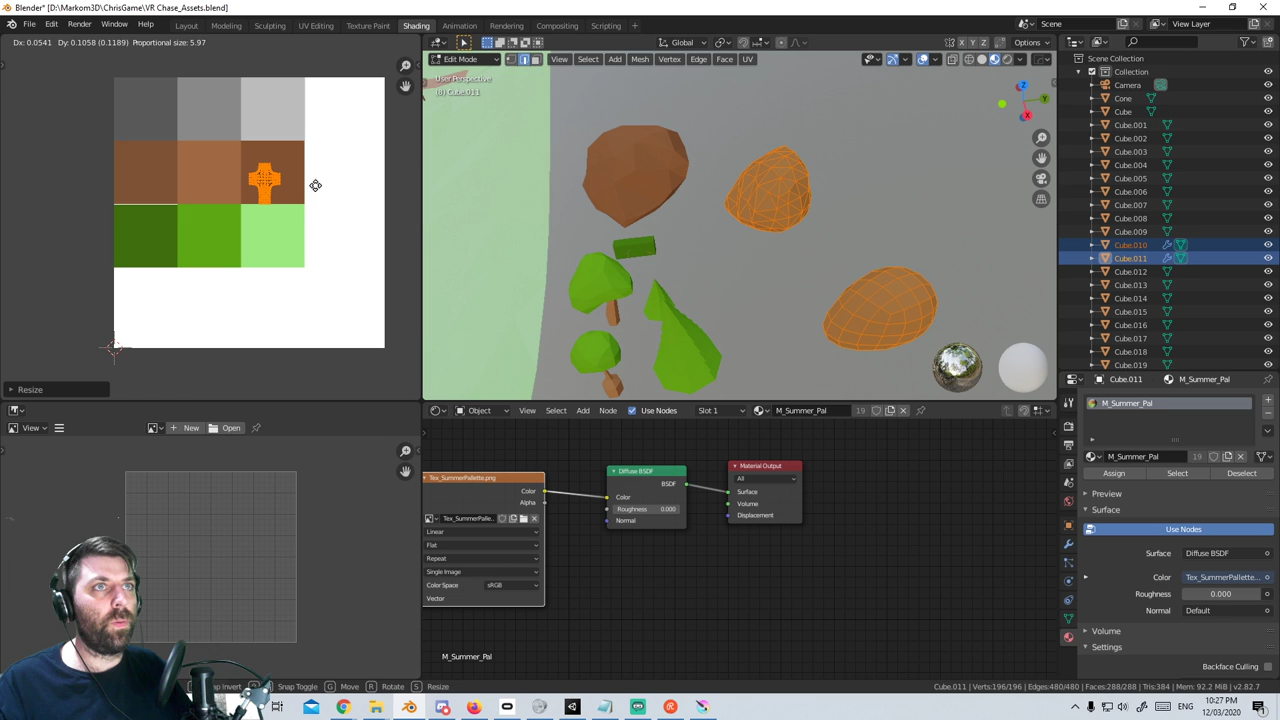 Blender* [D:\Markom3D\ChrisGame\VR Chase_Assets.blend]
File Edit Render Window Help Layout Modeling Sculpting UV Editing Texture Paint Shading Animation Rendering Compositing Scripting Scene View Layer
Dx: 0.0541 Dy: 0.1058 (0.1189) Proportional size: 5.97
Global Options
Edit Mode View Select Add Mesh Vertex Edge Face UV
User Perspective
(8) Cube.011
Scene Collection
Collection
Camera
Cone
Cube
Cube.001
Cube.002
Cube.003
Cube.004
Cube.005
Cube.006
Cube.007
Cube.008
Cube.009
Cube.010
Cube.011
Cube.012
Cube.013
Cube.014
Cube.015
Cube.016
Cube.017
Cube.018
Cube.019
Resize
View New Open
Object View Select Add Node Use Nodes Slot 1 M_Summer_Pal 19
Tex_SummerPallette.png
Color
Alpha
Tex_SummerPalle..
Linear
Flat
Repeat
Single Image
Color Space sRGB
Vector
Diffuse BSDF
BSDF
Color
Roughness 0.000
Normal
Material Output
All
Surface
Volume
Displacement
M_Summer_Pal
Cube.011 M_Summer_Pal
M_Summer_Pal
M_Summer_Pal 19
Assign Select Deselect
Preview
Surface
Use Nodes
Surface Diffuse BSDF
Color Tex_SummerPallette...
Roughness 0.000
Normal Default
Volume
Settings
Backface Culling
Snap Invert Snap Toggle G Move R Rotate S Resize
Cube.011 | Verts:196/196 | Edges:480/480 | Faces:288/288 | Tris:384 | Mem: 92.2 MiB | v2.82.7
ENG
10:27 PM
12/03/2020